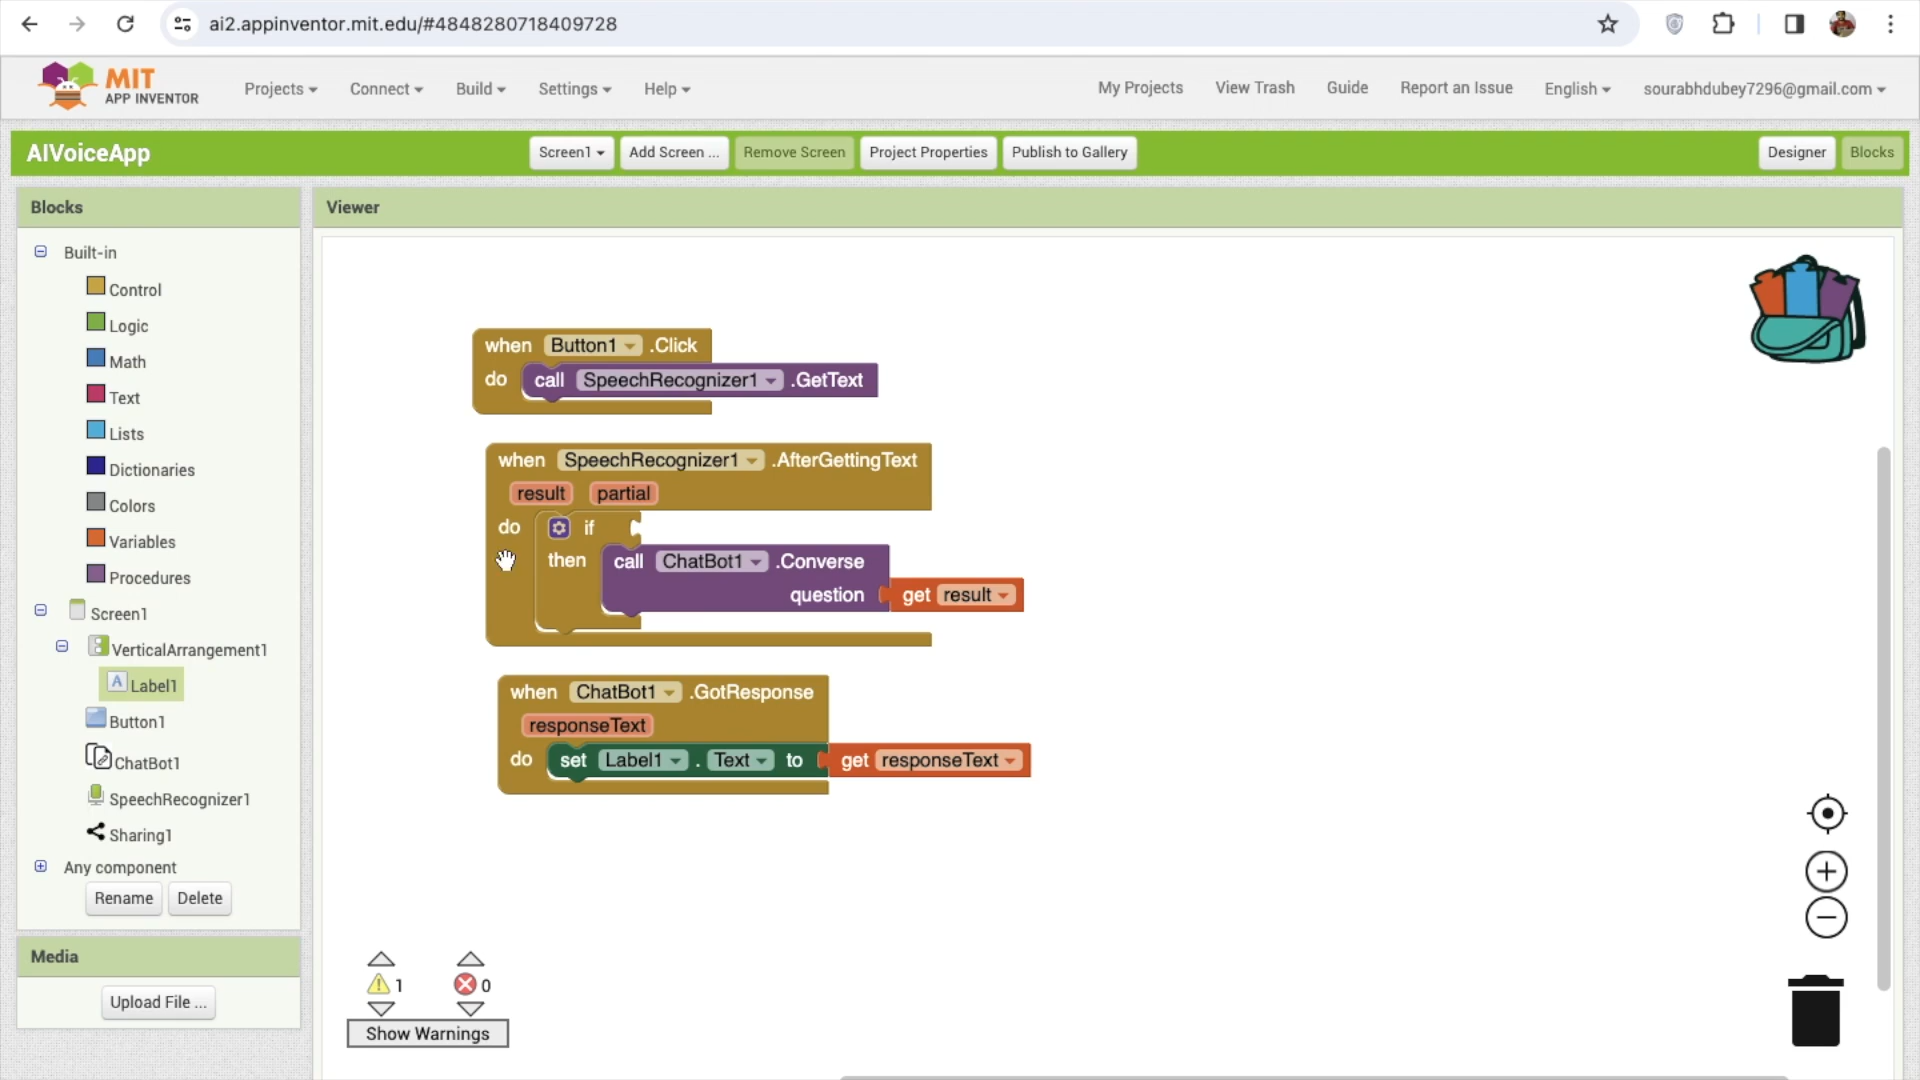 ai2.appinventor.mit.edu/#4848280718409728
MIT
APP INVENTOR
Projects
Connect
Build
Settings
Help
My Projects
View Trash
Guide
Report an Issue
English
sourabhdubey7296@gmail.com
AIVoiceApp
Screen1
Add Screen ...
Remove Screen
Project Properties
Publish to Gallery
Designer
Blocks
Blocks
Built-in
Control
Logic
Math
Text
Lists
Dictionaries
Colors
Variables
Procedures
Screen1
VerticalArrangement1
A Label1
Button1
ChatBot1
SpeechRecognizer1
Sharing1
Any component
Rename
Delete
Media
Upload File ...
Viewer
when Button1 .Click
do call SpeechRecognizer1 .GetText
when SpeechRecognizer1 .AfterGettingText
result partial
do if
then call ChatBot1 .Converse
question get result
when ChatBot1 .GotResponse
responseText
do set Label1 . Text to get responseText
1
0
Show Warnings